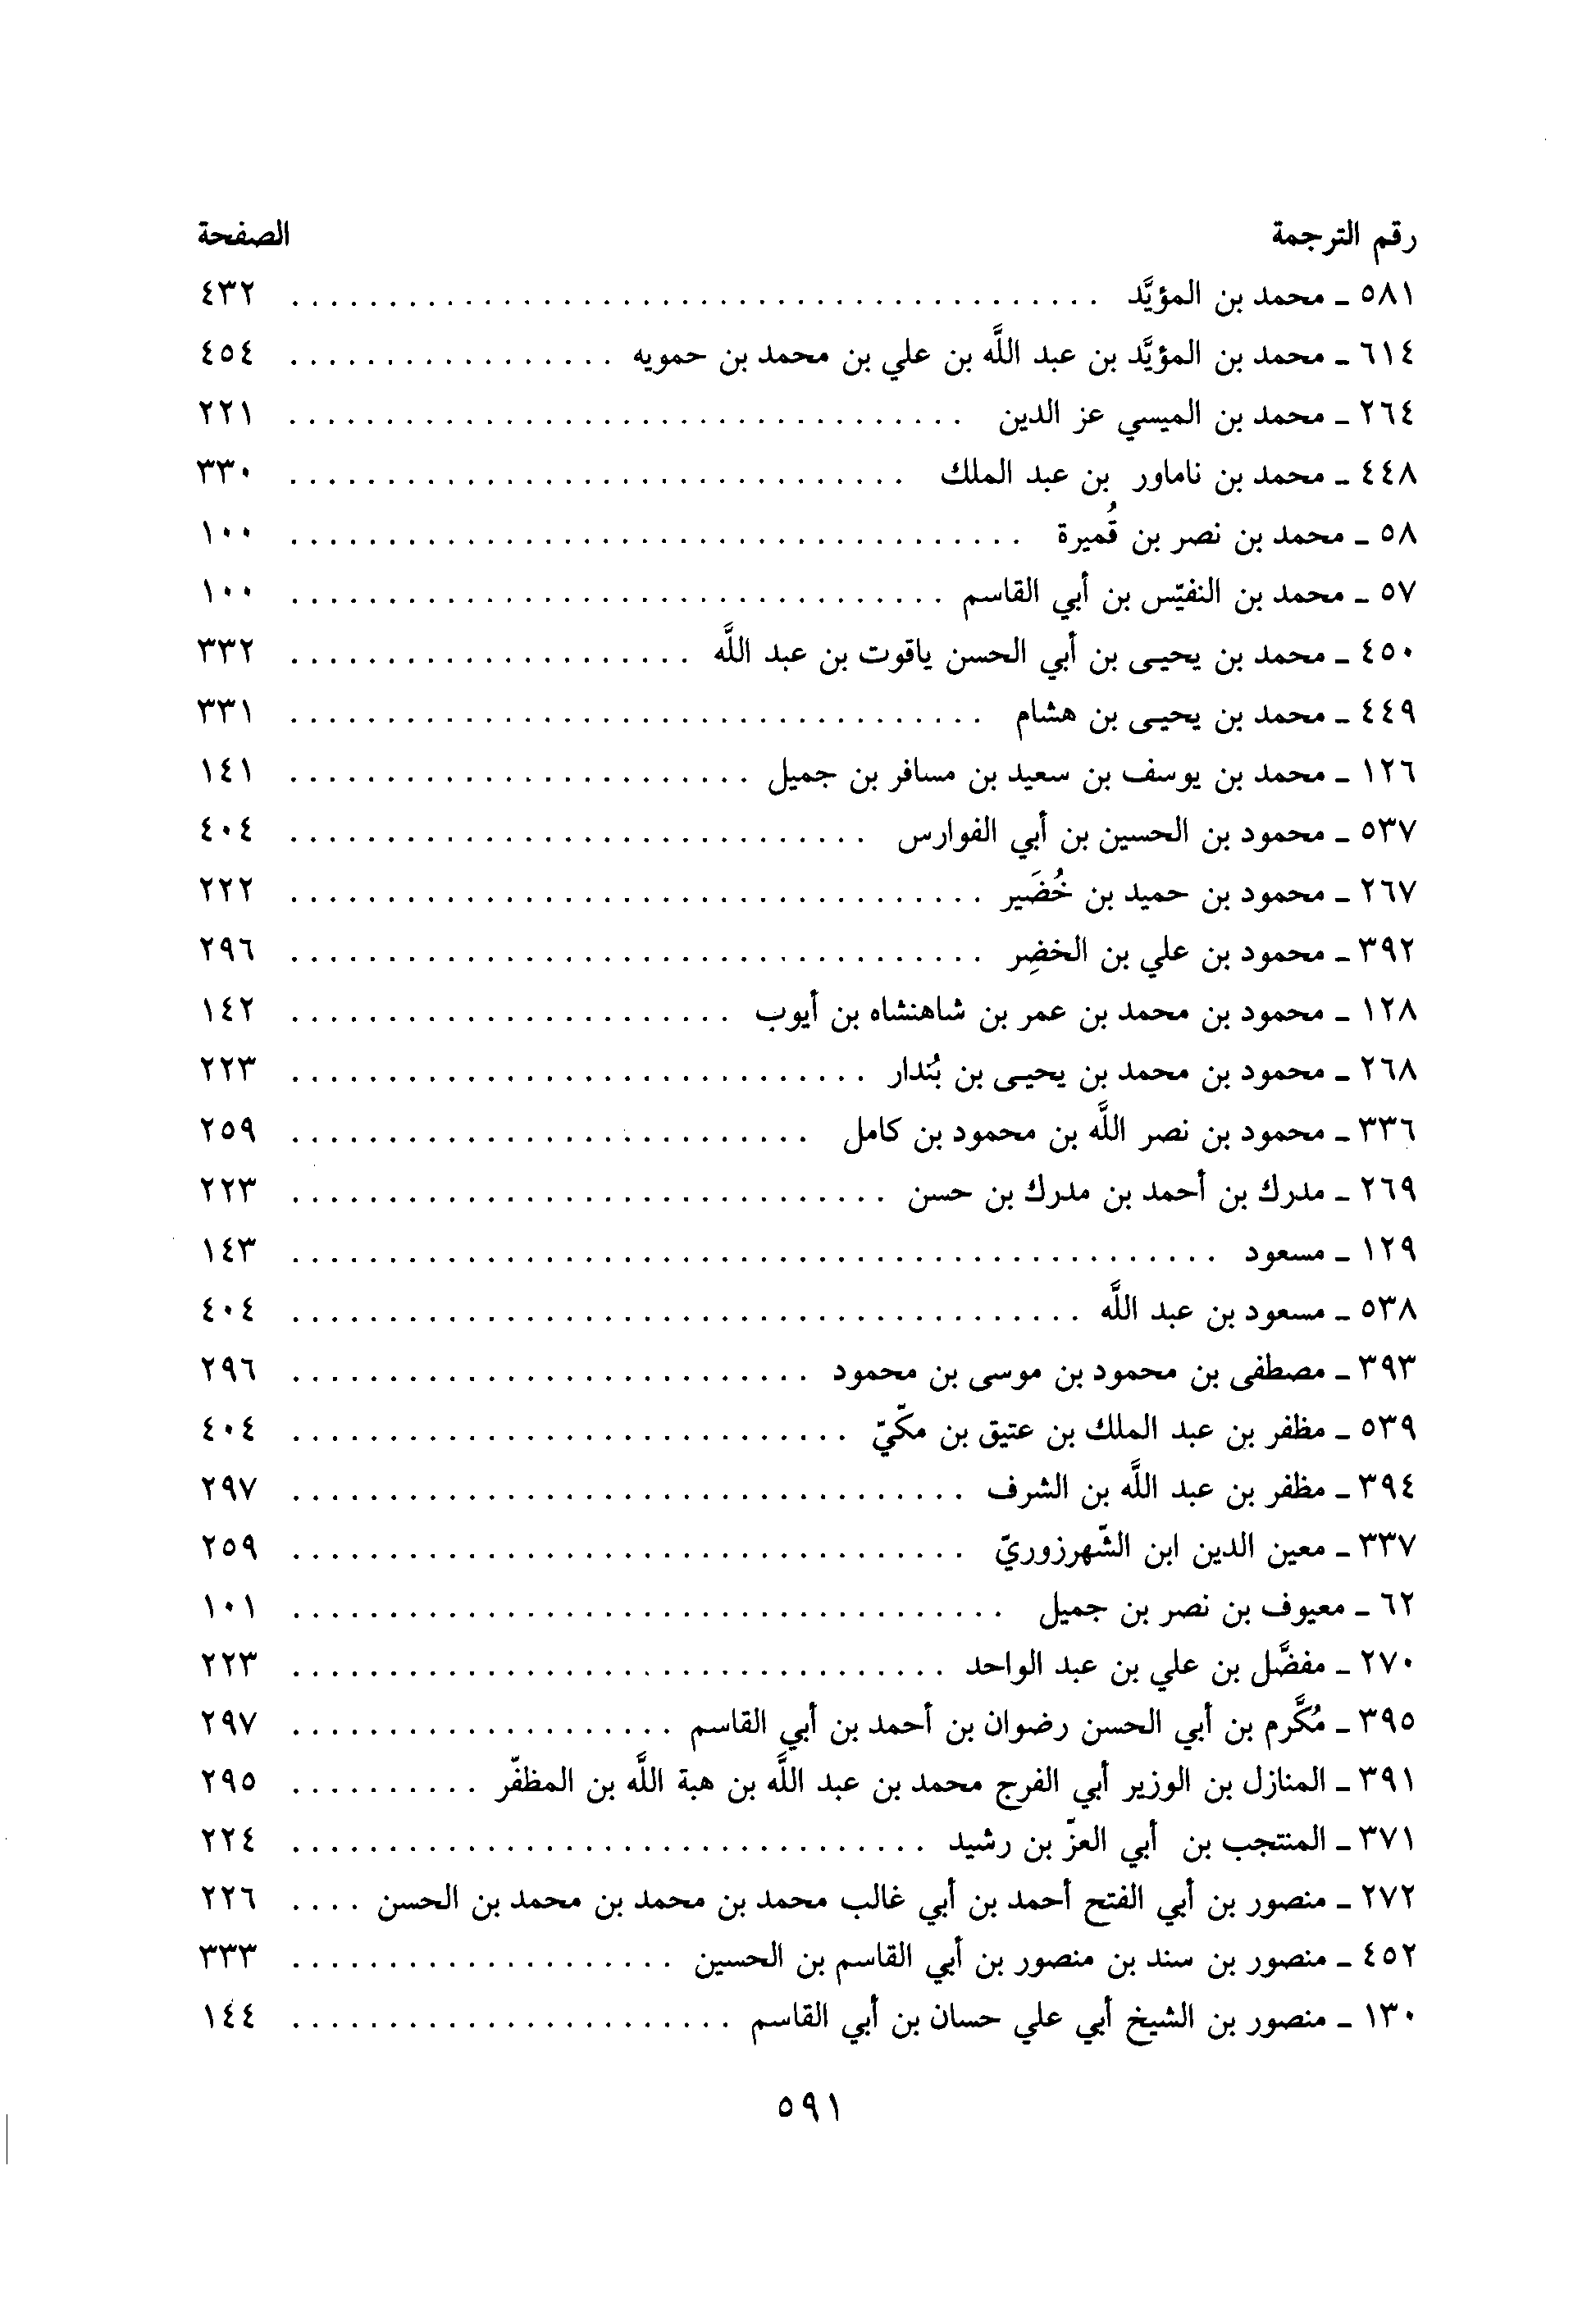 رقم الترجمة الصفحة
٥٨١ ـ محمد بن المؤيَّد . . . . . . . . . . . . . . . . . . . . ٤٣٢
٦١٤ ـ محمد بن المؤيَّد بن عبد اللَّه بن علي بن محمد بن حمويه . . . . . . . . . . ٤٥٤
٢٦٤ ـ محمد بن الميسي عز الدين . . . . . . . . . . . . . . . . . . . . ٢٢١
٤٤٨ ـ محمد بن ناماور بن عبد الملك . . . . . . . . . . . . . . . . . . . . ٣٣٠
٥٨ ـ محمد بن نصر بن قُميرة . . . . . . . . . . . . . . . . . . . . ١٠٠
٥٧ ـ محمد بن النفيّس بن أبي القاسم . . . . . . . . . . . . . . . . . . . . ١٠٠
٤٥٠ ـ محمد بن يحيى بن أبي الحسن ياقوت بن عبد اللَّه . . . . . . . . . . ٣٣٢
٤٤٩ ـ محمد بن يحيى بن هشام . . . . . . . . . . . . . . . . . . . . ٣٣١
١٢٦ ـ محمد بن يوسف بن سعيد بن مسافر بن جميل . . . . . . . . . . ١٤١
٥٣٧ ـ محمود بن الحسين بن أبي الفوارس . . . . . . . . . . . . . . . . . . . . ٤٠٤
٢٦٧ ـ محمود بن حميد بن خُضَير . . . . . . . . . . . . . . . . . . . . ٢٢٢
٣٩٢ ـ محمود بن علي بن الخضِر . . . . . . . . . . . . . . . . . . . . ٢٩٦
١٢٨ ـ محمود بن محمد بن عمر بن شاهنشاه بن أيوب . . . . . . . . . . ١٤٢
٢٦٨ ـ محمود بن محمد بن يحيى بن بُندار . . . . . . . . . . . . . . . . . . . . ٢٢٣
٣٣٦ ـ محمود بن نصر اللَّه بن محمود بن كامل . . . . . . . . . . ٢٥٩
٢٦٩ ـ مدرك بن أحمد بن مدرك بن حسن . . . . . . . . . . . . . . . . . . . . ٢٢٣
١٢٩ ـ مسعود . . . . . . . . . . . . . . . . . . . . ١٤٣
٥٣٨ ـ مسعود بن عبد اللَّه . . . . . . . . . . . . . . . . . . . . ٤٠٤
٣٩٣ ـ مصطفى بن محمود بن موسى بن محمود . . . . . . . . . . ٢٩٦
٥٣٩ ـ مظفر بن عبد الملك بن عتيق بن مكّيّ . . . . . . . . . . ٤٠٤
٣٩٤ ـ مظفر بن عبد اللَّه بن الشرف . . . . . . . . . . . . . . . . . . . . ٢٩٧
٣٣٧ ـ معين الدين ابن الشّهرزوريّ . . . . . . . . . . . . . . . . . . . . ٢٥٩
٦٢ ـ معيوف بن نصر بن جميل . . . . . . . . . . . . . . . . . . . . ١٠١
٢٧٠ ـ مفضَّل بن علي بن عبد الواحد . . . . . . . . . . . . . . . . . . . . ٢٢٣
٣٩٥ ـ مُكَّرم بن أبي الحسن رضوان بن أحمد بن أبي القاسم . . . . . . . . . . ٢٩٧
٣٩١ ـ المنازل بن الوزير أبي الفرج محمد بن عبد اللَّه بن هبة اللَّه بن المظفّر . . . . . . . . . . ٢٩٥
٣٧١ ـ المنتجب بن أبي العزّ بن رشيد . . . . . . . . . . . . . . . . . . . . ٢٢٤
٢٧٢ ـ منصور بن أبي الفتح أحمد بن أبي غالب محمد بن محمد بن محمد بن الحسن . . . . ٢٢٦
٤٥٢ ـ منصور بن سند بن منصور بن أبي القاسم بن الحسين . . . . . . . . . . ٣٣٣
١٣٠ ـ منصور بن الشيخ أبي علي حسان بن أبي القاسم . . . . . . . . . . ١٤٤
٥٩١